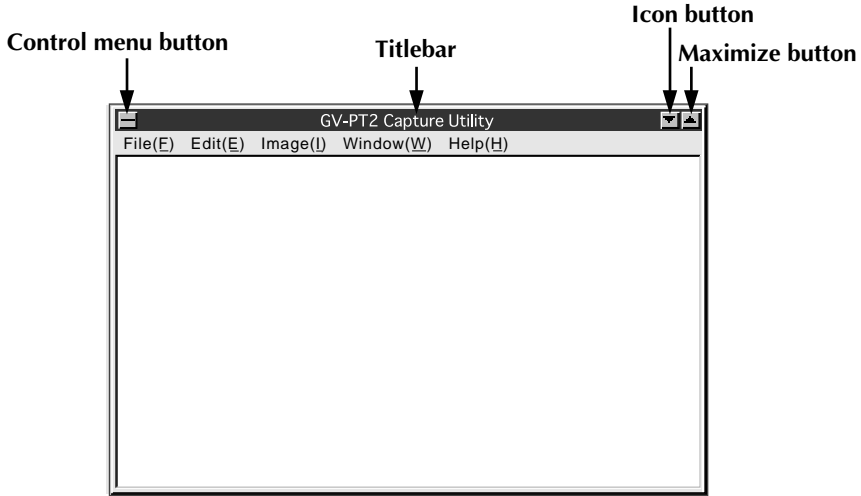 Icon button
Control menu button
Titlebar
Maximize button
GV-PT2 Capture Utility
File(F) Edit(E) Image(I) Window(W) Help(H)